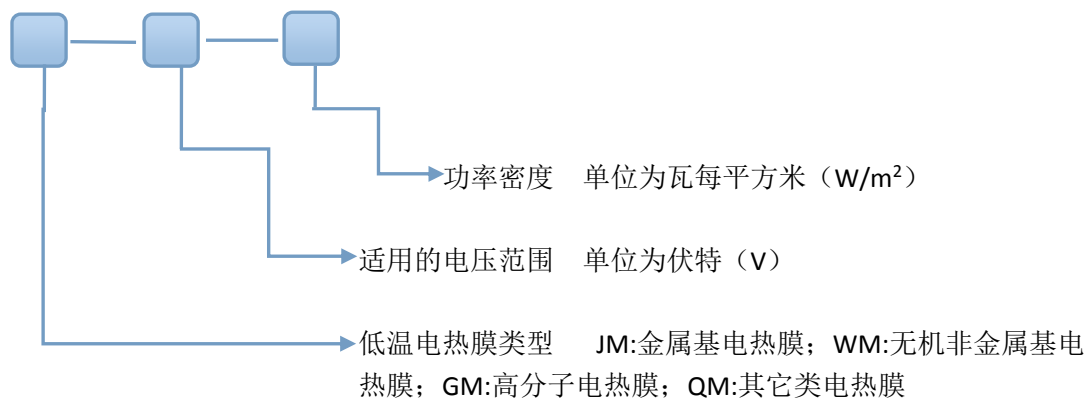 功率密度 单位为瓦每平方米（W/m²）
适用的电压范围 单位为伏特（V）
低温电热膜类型 JM:金属基电热膜；WM:无机非金属基电
热膜；GM:高分子电热膜；QM:其它类电热膜